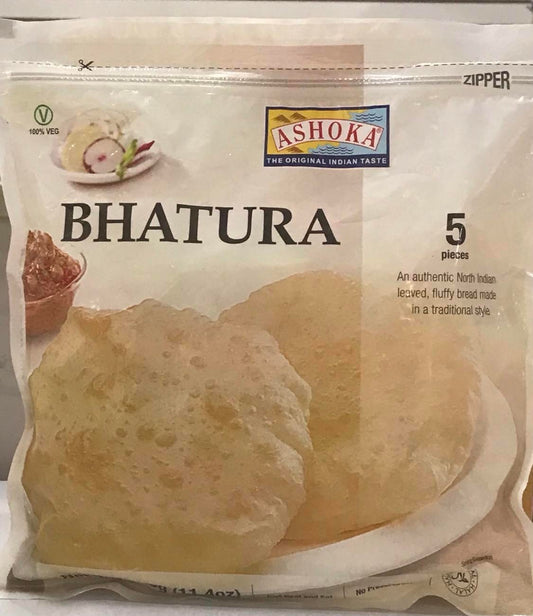 ZIPPER
V
100% VEG
ASHOKA
THE ORIGINAL INDIAN TASTE
BHATURA
5
pieces
An authentic North Indian
leaved, fluffy bread made
in a traditional style
(11.4oz)
No